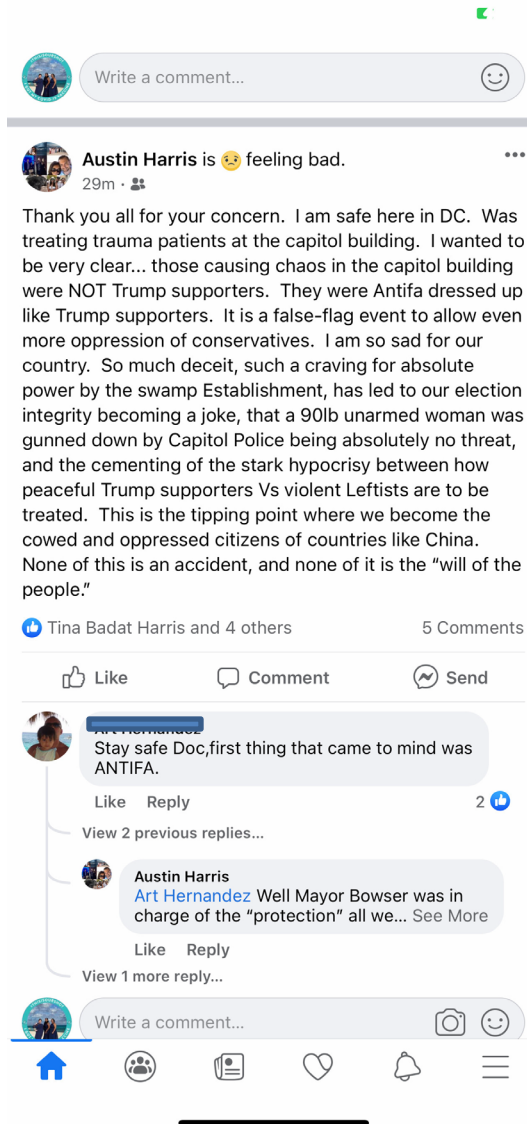 Write a comment...
Austin Harris is feeling bad.
29m ·
Thank you all for your concern. I am safe here in DC. Was
treating trauma patients at the capitol building. I wanted to
be very clear... those causing chaos in the capitol building
were NOT Trump supporters. They were Antifa dressed up
like Trump supporters. It is a false-flag event to allow even
more oppression of conservatives. I am so sad for our
country. So much deceit, such a craving for absolute
power by the swamp Establishment, has led to our election
integrity becoming a joke, that a 90lb unarmed woman was
gunned down by Capitol Police being absolutely no threat,
and the cementing of the stark hypocrisy between how
peaceful Trump supporters Vs violent Leftists are to be
treated. This is the tipping point where we become the
cowed and oppressed citizens of countries like China.
None of this is an accident, and none of it is the “will of the
people.”
Tina Badat Harris and 4 others 5 Comments
Like Comment Send
Stay safe Doc,first thing that came to mind was
ANTIFA.
Like Reply 2
View 2 previous replies...
Austin Harris
Art Hernandez Well Mayor Bowser was in
charge of the “protection” all we... See More
Like Reply
View 1 more reply...
Write a comment...